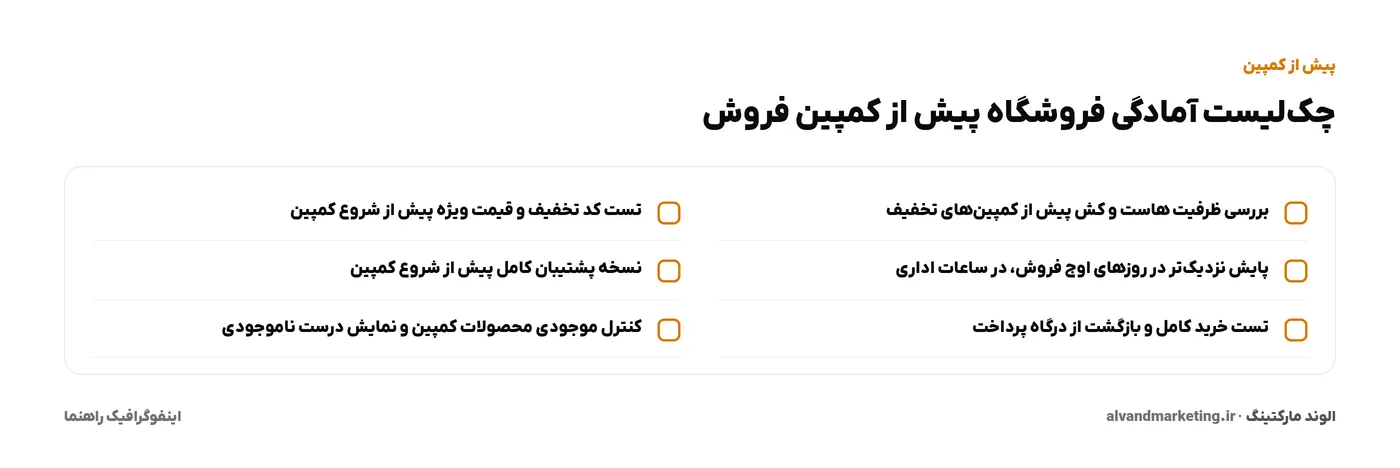 پیش از کمپین
چک‌لیست آمادگی فروشگاه پیش از کمپین فروش
بررسی ظرفیت هاست و کش پیش از کمپین‌های تخفیف
تست کد تخفیف و قیمت ویژه پیش از شروع کمپین
پایش نزدیک‌تر در روزهای اوج فروش، در ساعات اداری
نسخه پشتیبان کامل پیش از شروع کمپین
تست خرید کامل و بازگشت از درگاه پرداخت
کنترل موجودی محصولات کمپین و نمایش درست ناموجودی
الوند مارکتینگ · alvandmarketing.ir
اینفوگرافیک راهنما